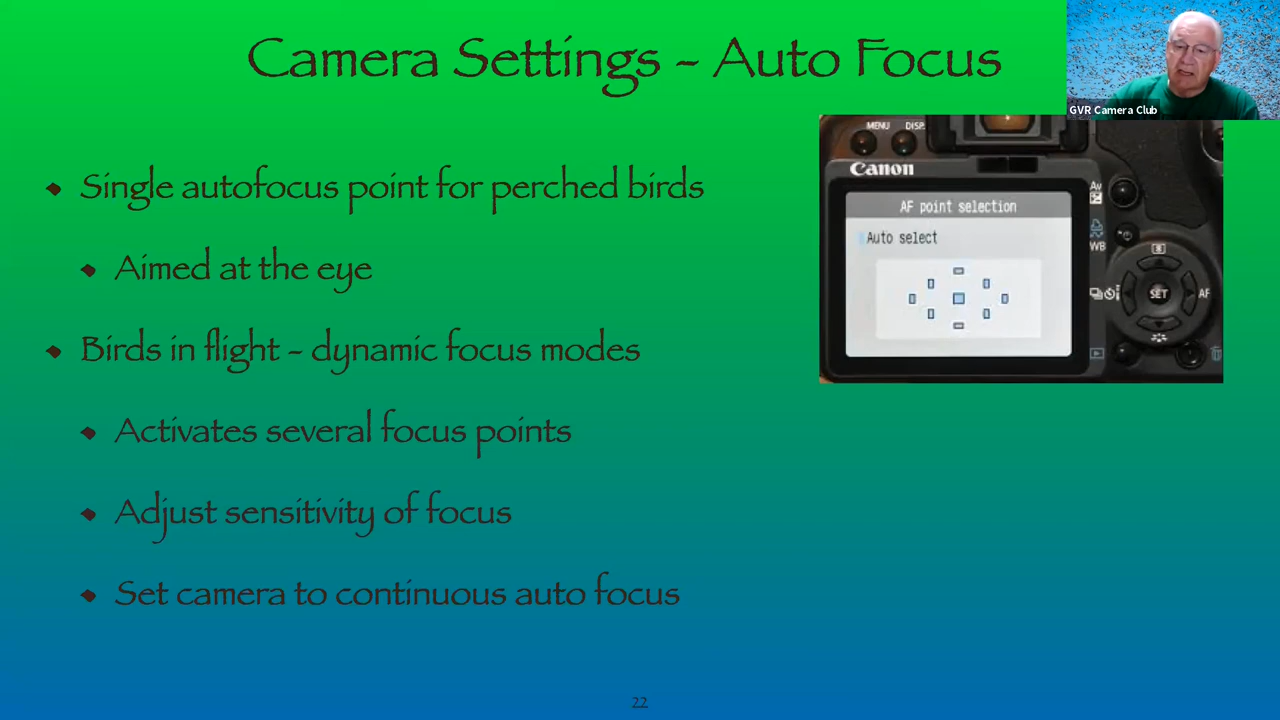 Camera Settings - Auto Focus
GVR Camera Club
Single autofocus point for perched birds
Aimed at the eye
Birds in flight - dynamic focus modes
Activates several focus points
Adjust sensitivity of focus
Set camera to continuous auto focus
MENU DISP.
Canon
AF point selection
Auto select
Av
WB
SET
AF
22